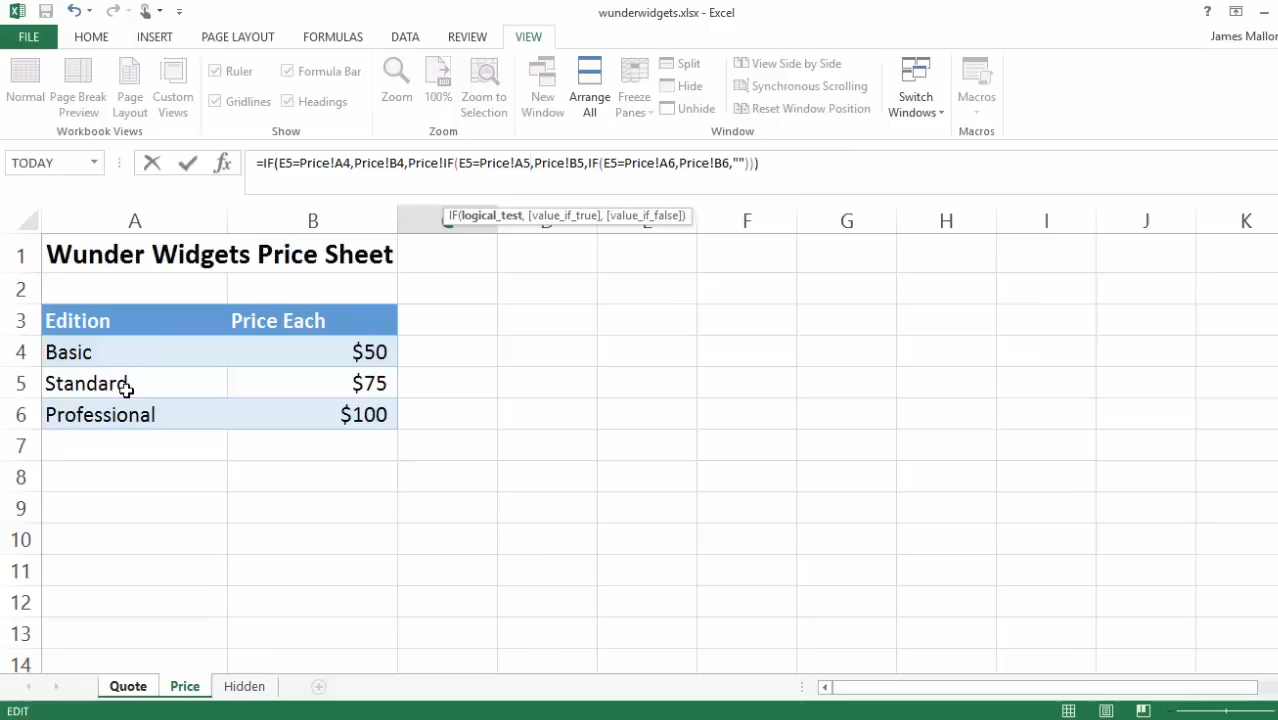 wunderwidgets.xlsx - Excel
?
FILE HOME INSERT PAGE LAYOUT FORMULAS DATA REVIEW VIEW
James Mallor
Normal
Page Break Preview
Page Layout
Custom Views
Workbook Views
Ruler
Formula Bar
Gridlines
Headings
Show
Zoom
100%
Zoom to Selection
Zoom
New Window
Arrange All
Freeze Panes
Split
Hide
Unhide
View Side by Side
Synchronous Scrolling
Reset Window Position
Window
Switch Windows
Macros
Macros
TODAY
fx
=IF(E5=Price!A4,Price!B4,Price!IF(E5=Price!A5,Price!B5,IF(E5=Price!A6,Price!B6,"")))
IF(logical_test, [value_if_true], [value_if_false])
A B F G H I J K
1 Wunder Widgets Price Sheet
2
3 Edition Price Each
4 Basic $50
5 Standard $75
6 Professional $100
7
8
9
10
11
12
13
14
Quote Price Hidden
EDIT